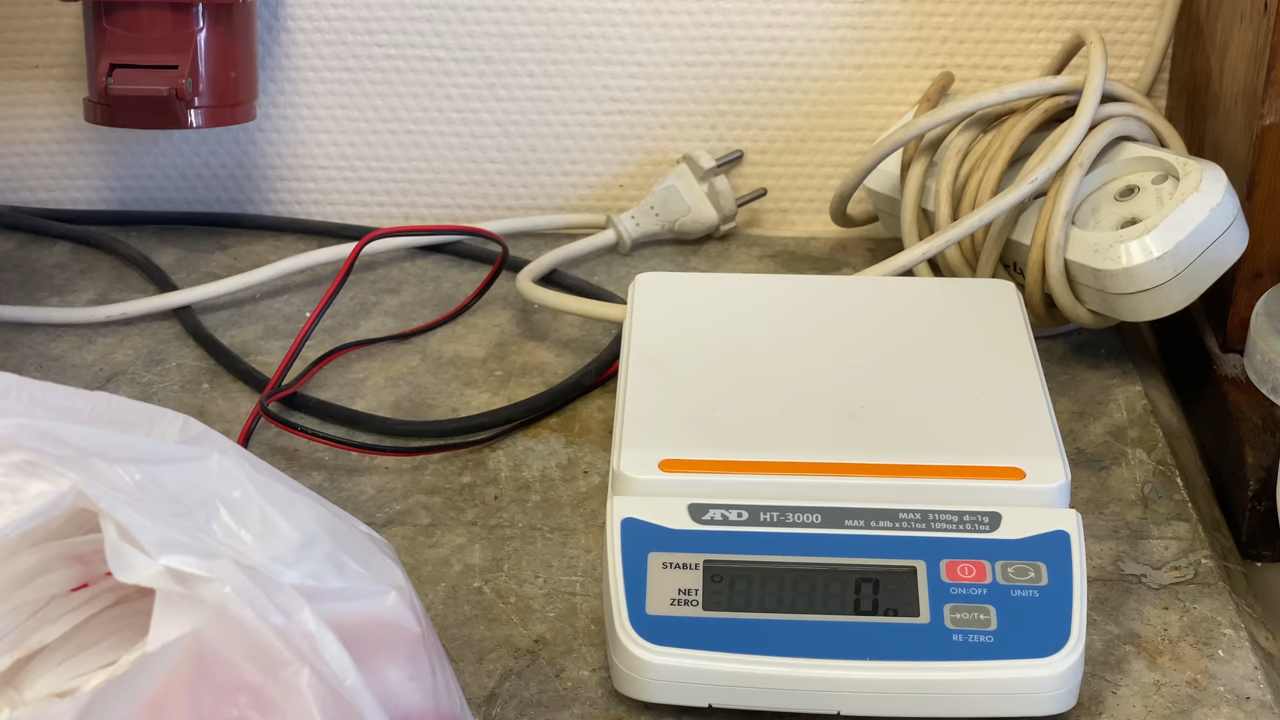 AND HT-3000 MAX 3100g d=1g
MAX 6.8lb x 0.1oz 109oz x 0.1oz
STABLE
NET
ZERO
0g
ON:OFF
UNITS
→O/T←
RE-ZERO